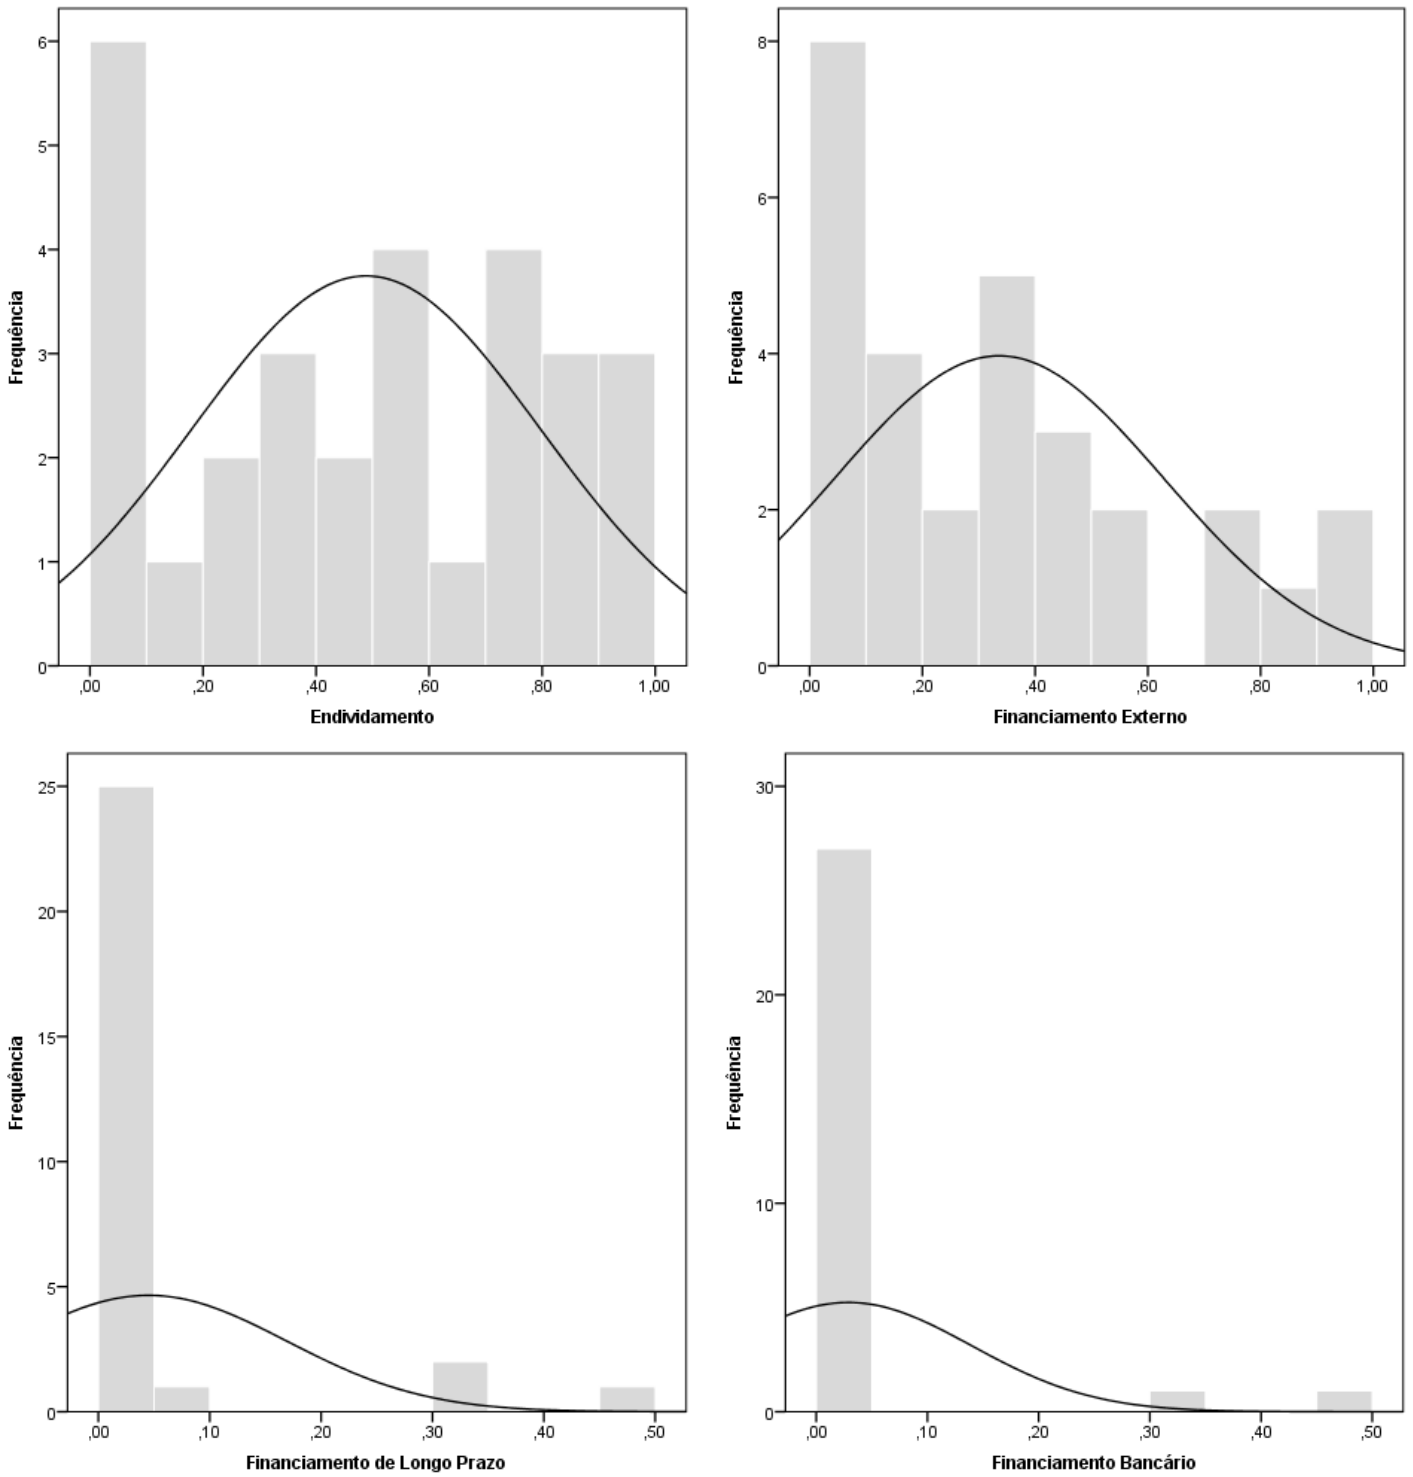 6
5
4
3
2
1
0
Frequência
,00 ,20 ,40 ,60 ,80 1,00
Endividamento
8
6
4
2
0
Frequência
,00 ,20 ,40 ,60 ,80 1,00
Financiamento Externo
25
20
15
10
5
0
Frequência
,00 ,10 ,20 ,30 ,40 ,50
Financiamento de Longo Prazo
30
20
10
0
Frequência
,00 ,10 ,20 ,30 ,40 ,50
Financiamento Bancário